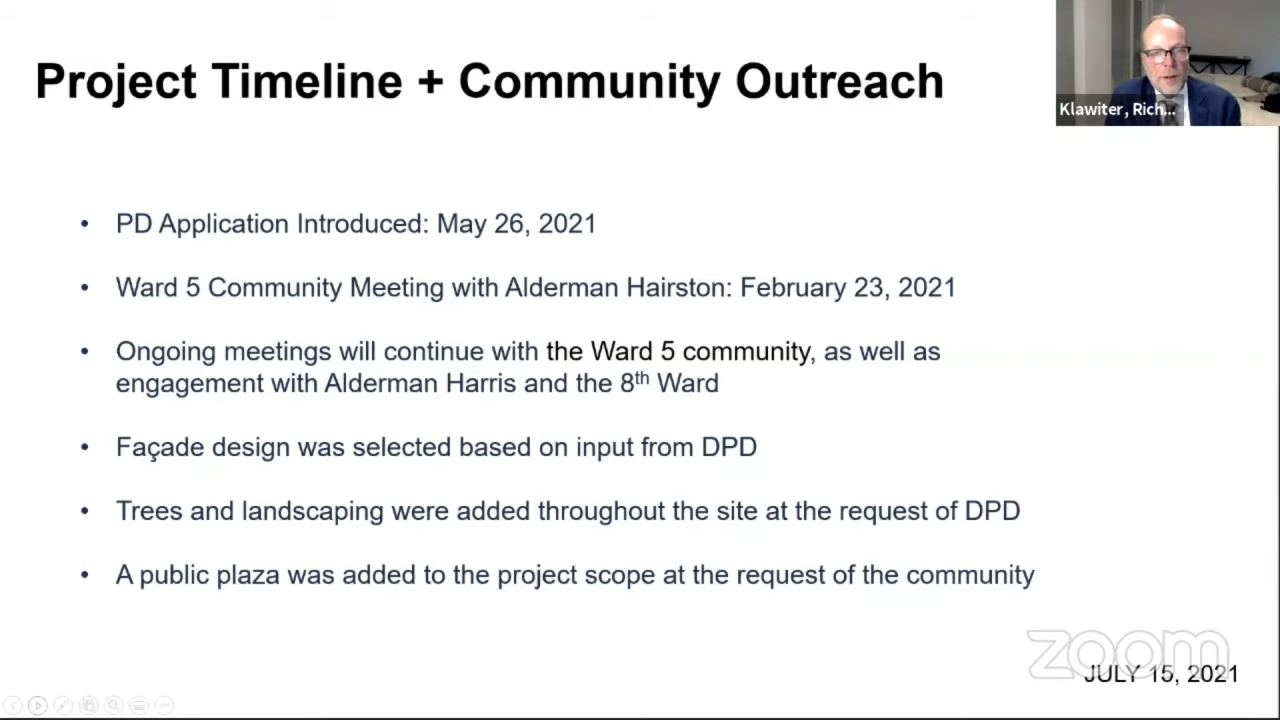 Project Timeline + Community Outreach
Klawiter, Rich...
• PD Application Introduced: May 26, 2021
• Ward 5 Community Meeting with Alderman Hairston: February 23, 2021
• Ongoing meetings will continue with the Ward 5 community, as well as
engagement with Alderman Harris and the 8th Ward
• Façade design was selected based on input from DPD
• Trees and landscaping were added throughout the site at the request of DPD
• A public plaza was added to the project scope at the request of the community
zoom
JULY 15, 2021